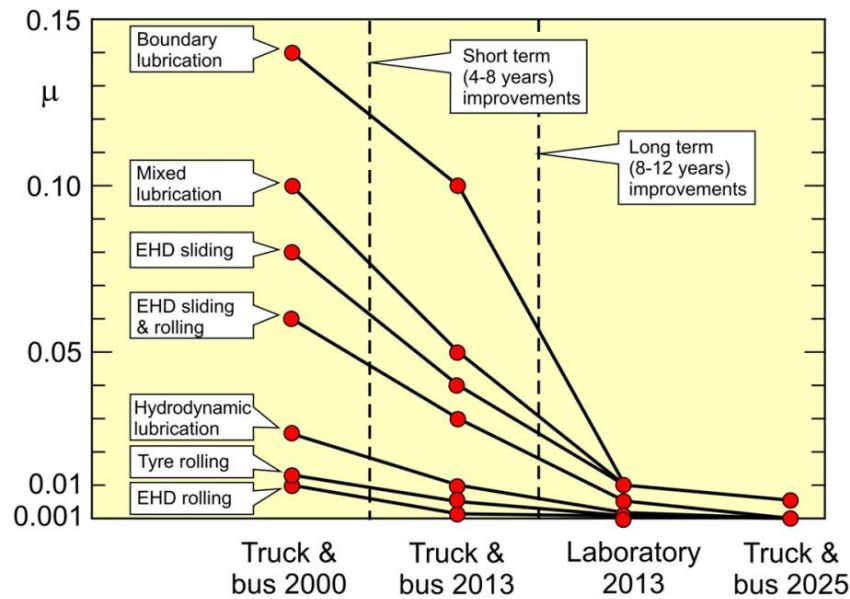 0.15
μ
0.10
0.05
0.01
0.001
Boundary
lubrication
Mixed
lubrication
EHD sliding
EHD sliding
& rolling
Hydrodynamic
lubrication
Tyre rolling
EHD rolling
Short term
(4-8 years)
improvements
Long term
(8-12 years)
improvements
Truck &
bus 2000
Truck &
bus 2013
Laboratory
2013
Truck &
bus 2025